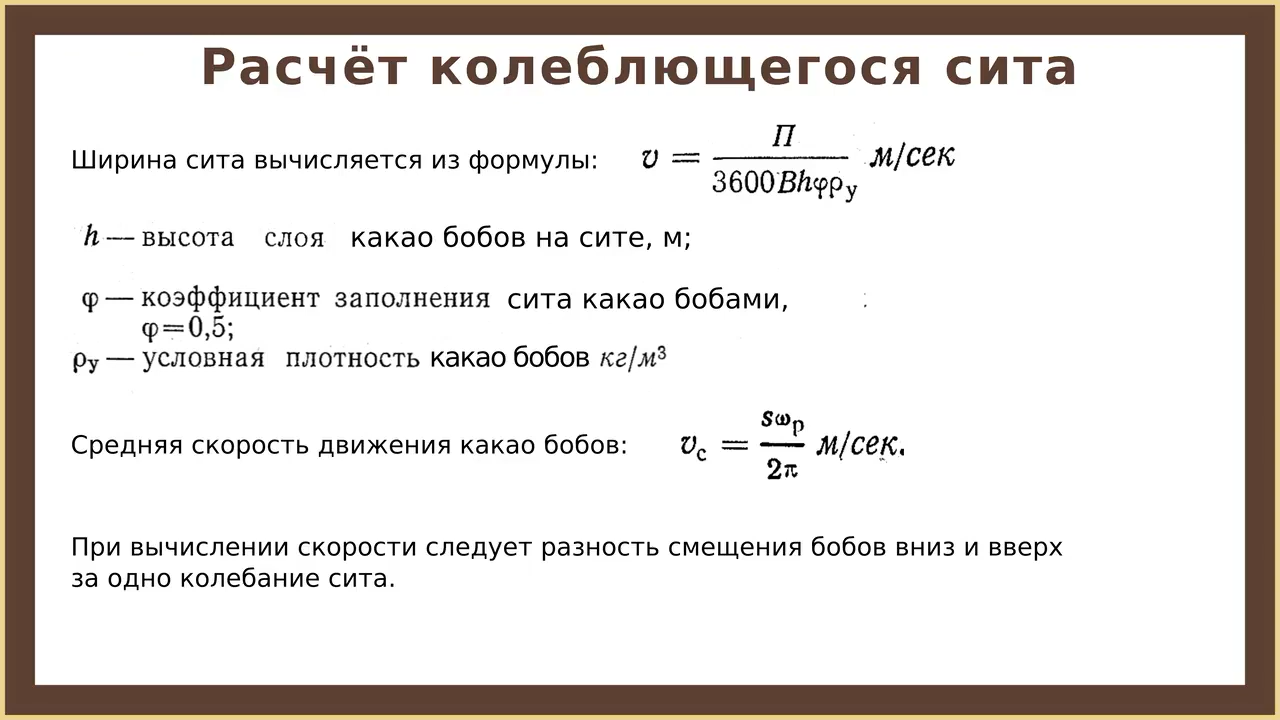 Расчёт колеблющегося сита
Ширина сита вычисляется из формулы: v = П / 3600Bhφρу м/сек
h — высота слоя какао бобов на сите, м;
φ — коэффициент заполнения сита какао бобами,
φ=0,5;
ρу — условная плотность какао бобов кг/м³
Средняя скорость движения какао бобов: vс = sωр / 2π м/сек.
При вычислении скорости следует разность смещения бобов вниз и вверх
за одно колебание сита.